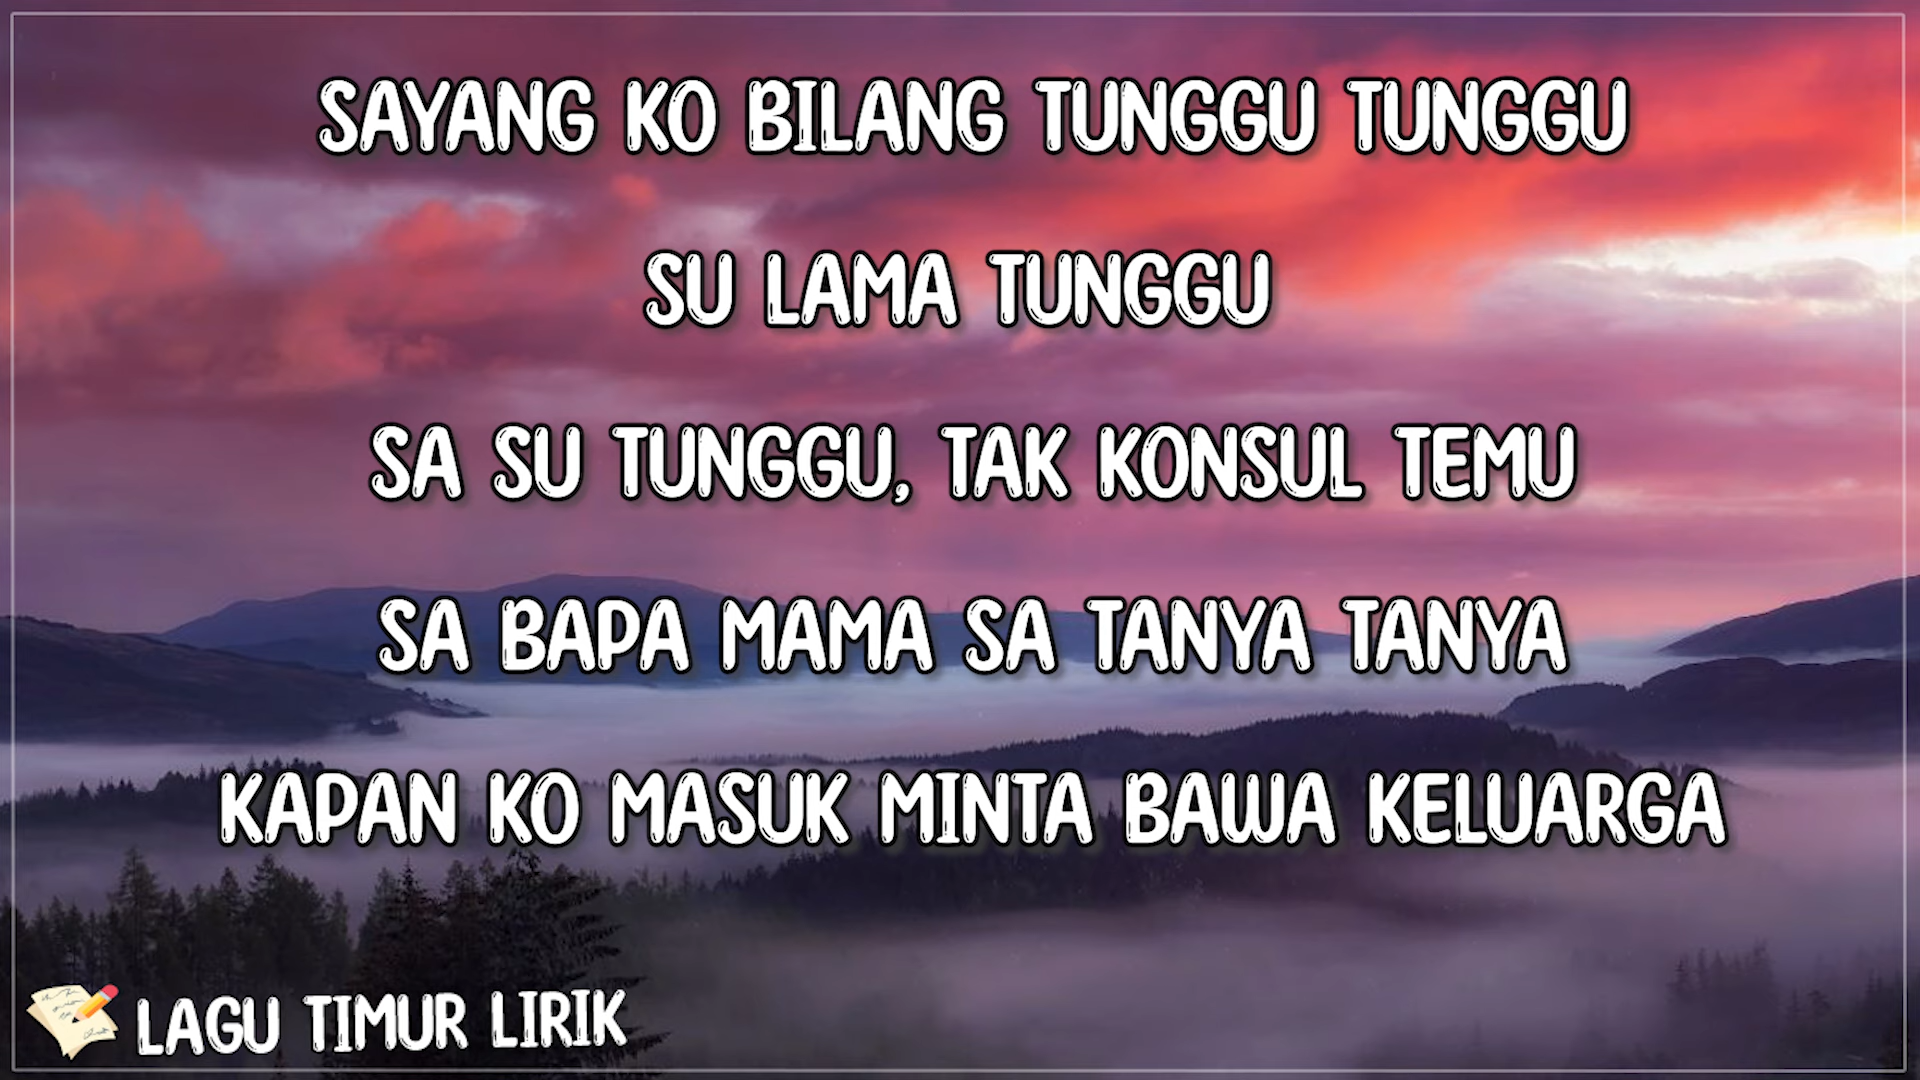 SAYANG KO BILANG TUNGGU TUNGGU
SU LAMA TUNGGU
SA SU TUNGGU, TAK KONSUL TEMU
SA BAPA MAMA SA TANYA TANYA
KAPAN KO MASUK MINTA BAWA KELUARGA
LAGU TIMUR LIRIK